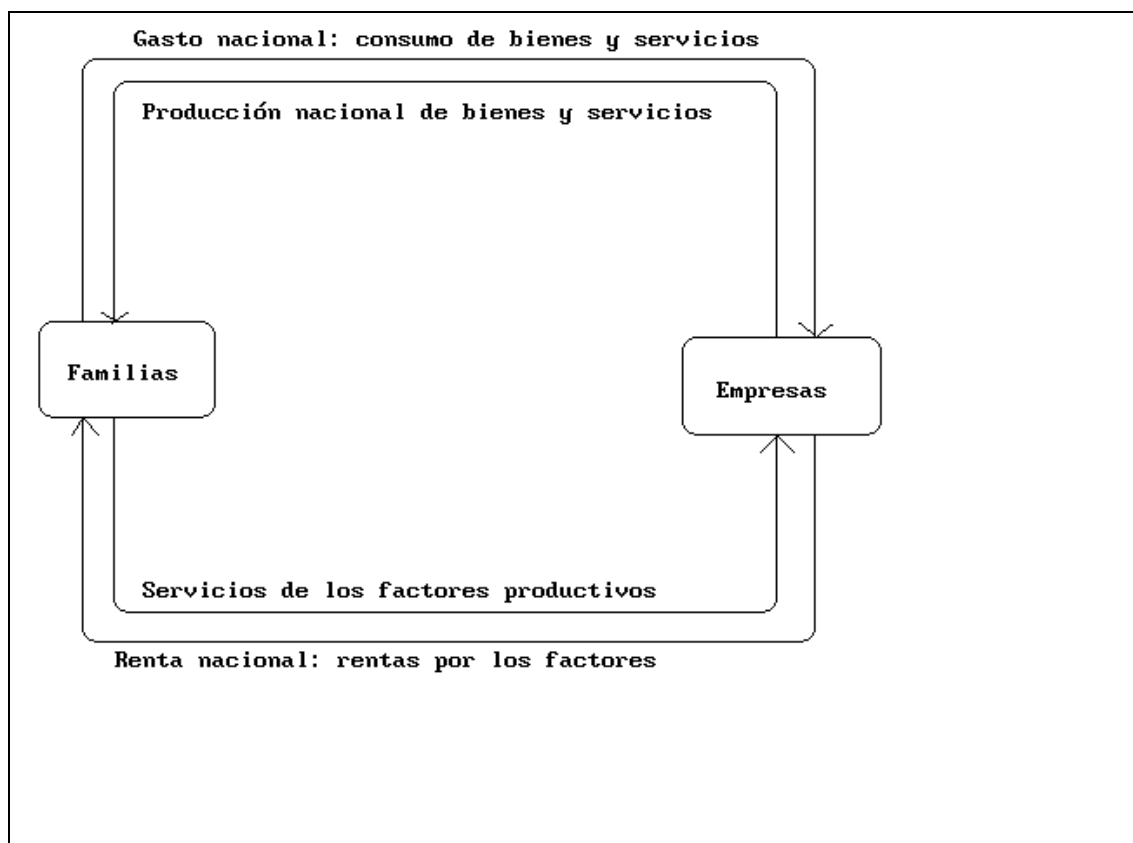 Gasto nacional: consumo de bienes y servicios
Producción nacional de bienes y servicios
Familias
Empresas
Servicios de los factores productivos
Renta nacional: rentas por los factores